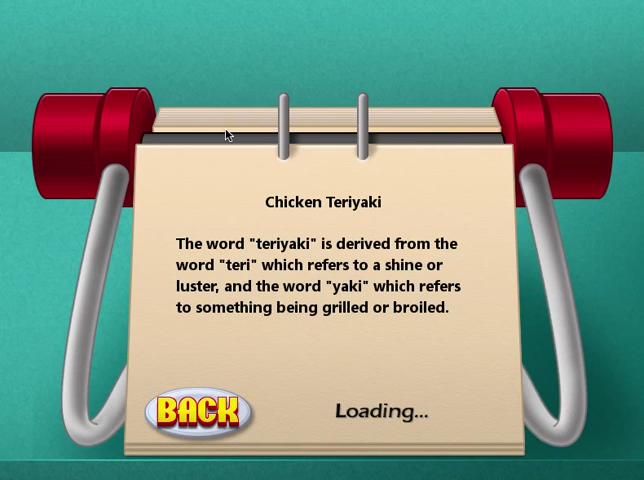 Chicken Teriyaki
The word "teriyaki" is derived from the
word "teri" which refers to a shine or
luster, and the word "yaki" which refers
to something being grilled or broiled.
BACK
Loading...